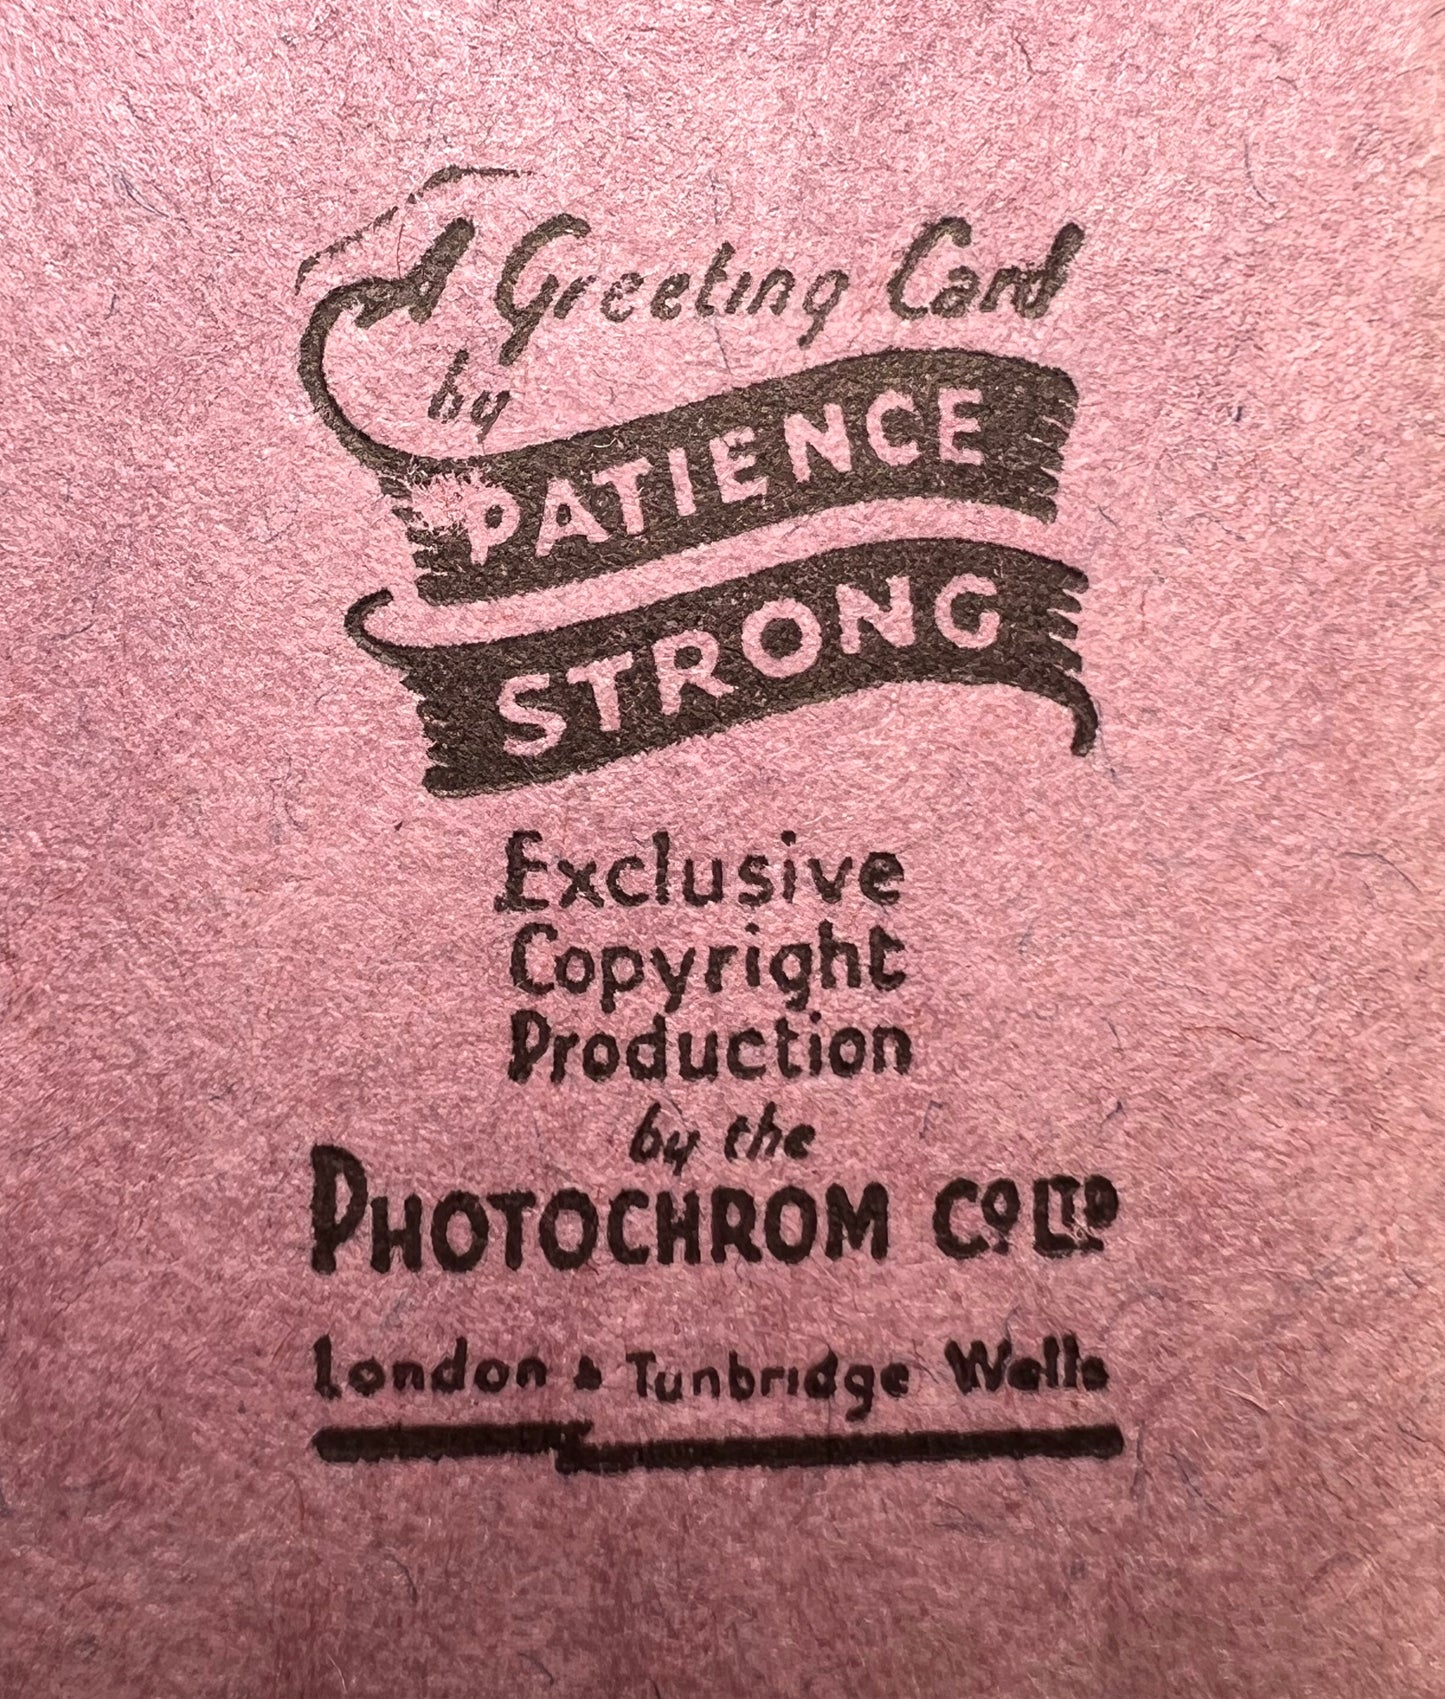 A Greeting Card
by
PATIENCE
STRONG
Exclusive
Copyright
Production
by the
PHOTOCHROM CO LTD
London & Tunbridge Wells